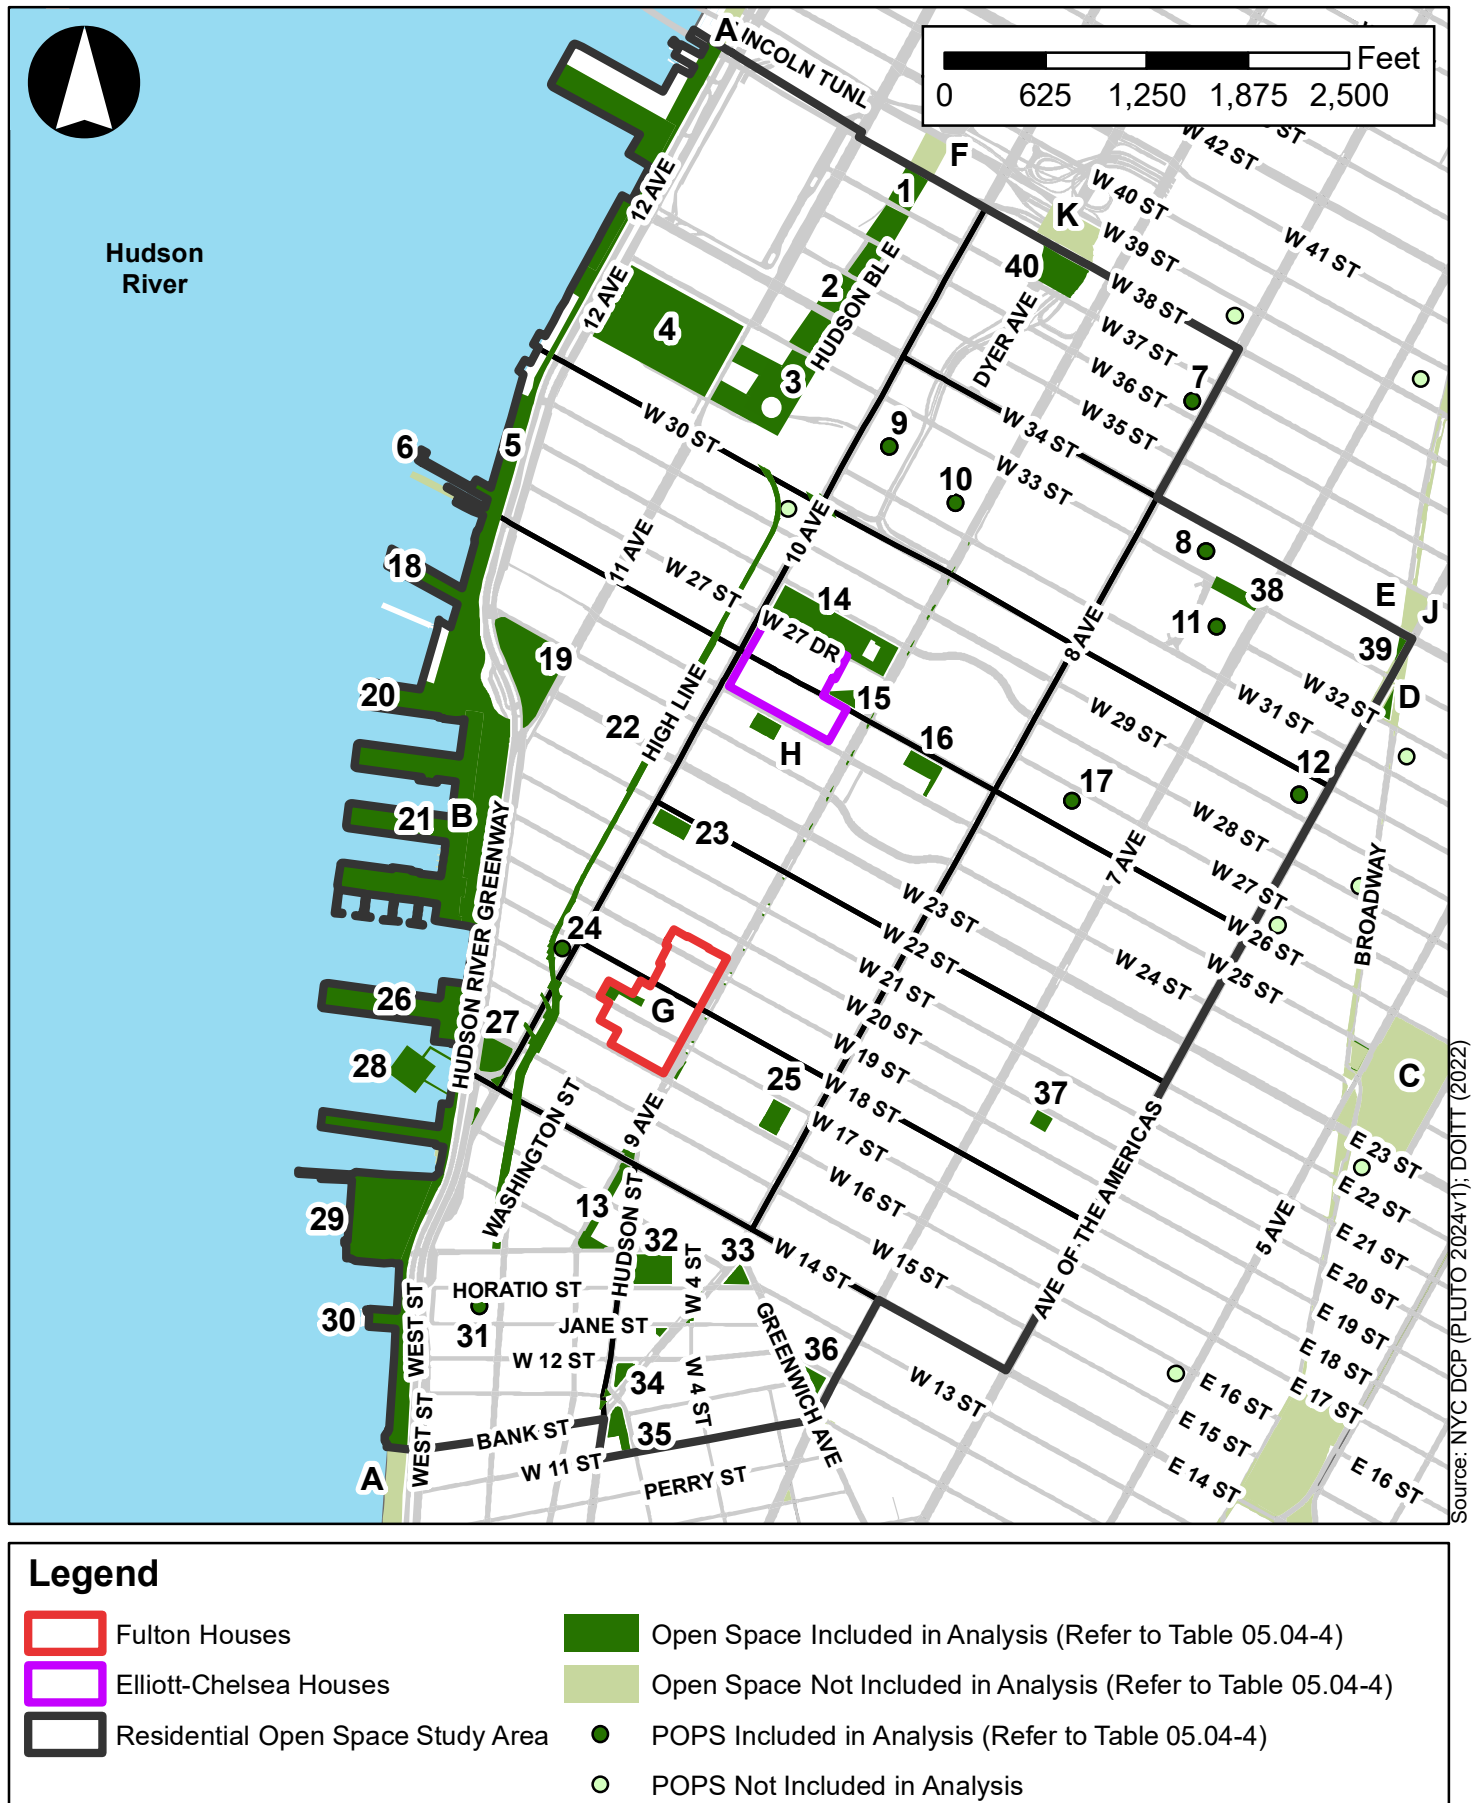 A
LINCOLN TUNL
Feet
0 625 1,250 1,875 2,500
ST
W 42 ST
F
1
12 AVE
W 40 ST
K
W 39 ST
W 41 ST
Hudson
River
40
2
HUDSON BL E
12 AVE
W 38 ST
4
DYER AVE
W 37 ST
3
W 36 ST
7
W 30 ST
W 35 ST
9
W 34 ST
6
5
10
W 33 ST
10 AVE
8
11 AVE
18
W 27 ST
14
38
E
J
W 27 DR
11
8 AVE
39
19
20
15
W 32 ST
D
22
HIGH LINE
W 31 ST
W 29 ST
H
16
12
17
21
B
23
W 28 ST
HUDSON RIVER GREENWAY
7 AVE
W 27 ST
BROADWAY
W 23 ST
24
W 26 ST
W 22 ST
W 25 ST
W 24 ST
W 21 ST
26
G
W 20 ST
27
W 19 ST
28
C
25
37
W 18 ST
WASHINGTON ST
9 AVE
W 17 ST
E 23 ST
W 16 ST
E 22 ST
AVE OF THE AMERICAS
13
29
HUDSON ST
5 AVE
32
33
E 21 ST
W 14 ST
W 15 ST
W 4 ST
E 20 ST
HORATIO ST
30
WEST ST
31
JANE ST
GREENWICH AVE
E 19 ST
W 12 ST
36
E 18 ST
34
W 4 ST
W 13 ST
E 16 ST
E 17 ST
WEST ST
BANK ST
35
E 15 ST
W 11 ST
A
PERRY ST
E 14 ST
E 16 ST
Source: NYC DCP (PLUTO 2024v1); DOITT (2022)
Legend
Fulton Houses
Elliott-Chelsea Houses
Residential Open Space Study Area
Open Space Included in Analysis (Refer to Table 05.04-4)
Open Space Not Included in Analysis (Refer to Table 05.04-4)
POPS Included in Analysis (Refer to Table 05.04-4)
POPS Not Included in Analysis